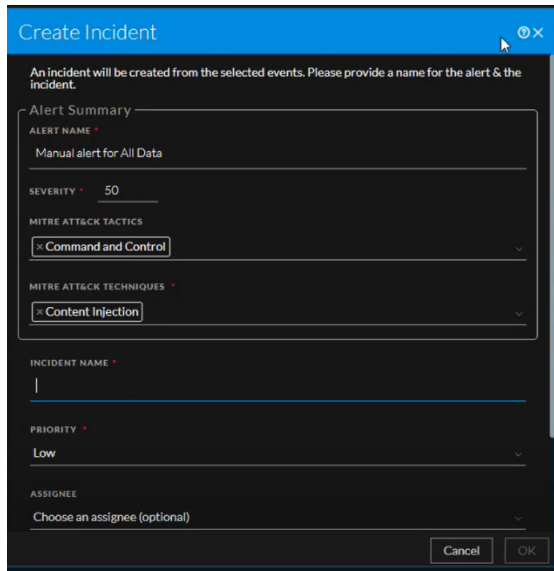 Create Incident
An incident will be created from the selected events. Please provide a name for the alert & the
incident.
Alert Summary
ALERT NAME *
Manual alert for All Data
SEVERITY * 50
MITRE ATT&CK TACTICS
× Command and Control
MITRE ATT&CK TECHNIQUES *
× Content Injection
INCIDENT NAME *
PRIORITY *
Low
ASSIGNEE
Choose an assignee (optional)
Cancel OK